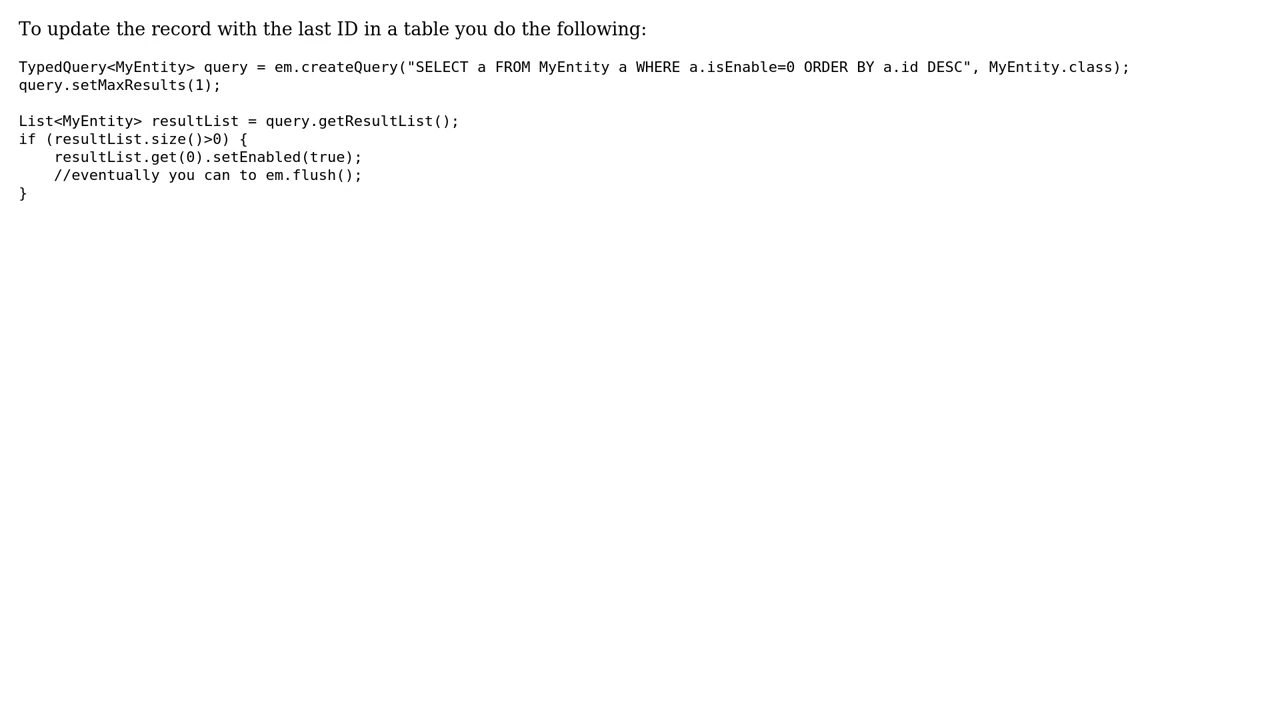 To update the record with the last ID in a table you do the following:
TypedQuery<MyEntity> query = em.createQuery("SELECT a FROM MyEntity a WHERE a.isEnable=0 ORDER BY a.id DESC", MyEntity.class);
query.setMaxResults(1);
List<MyEntity> resultList = query.getResultList();
if (resultList.size()>0) {
    resultList.get(0).setEnabled(true);
    //eventually you can to em.flush();
}